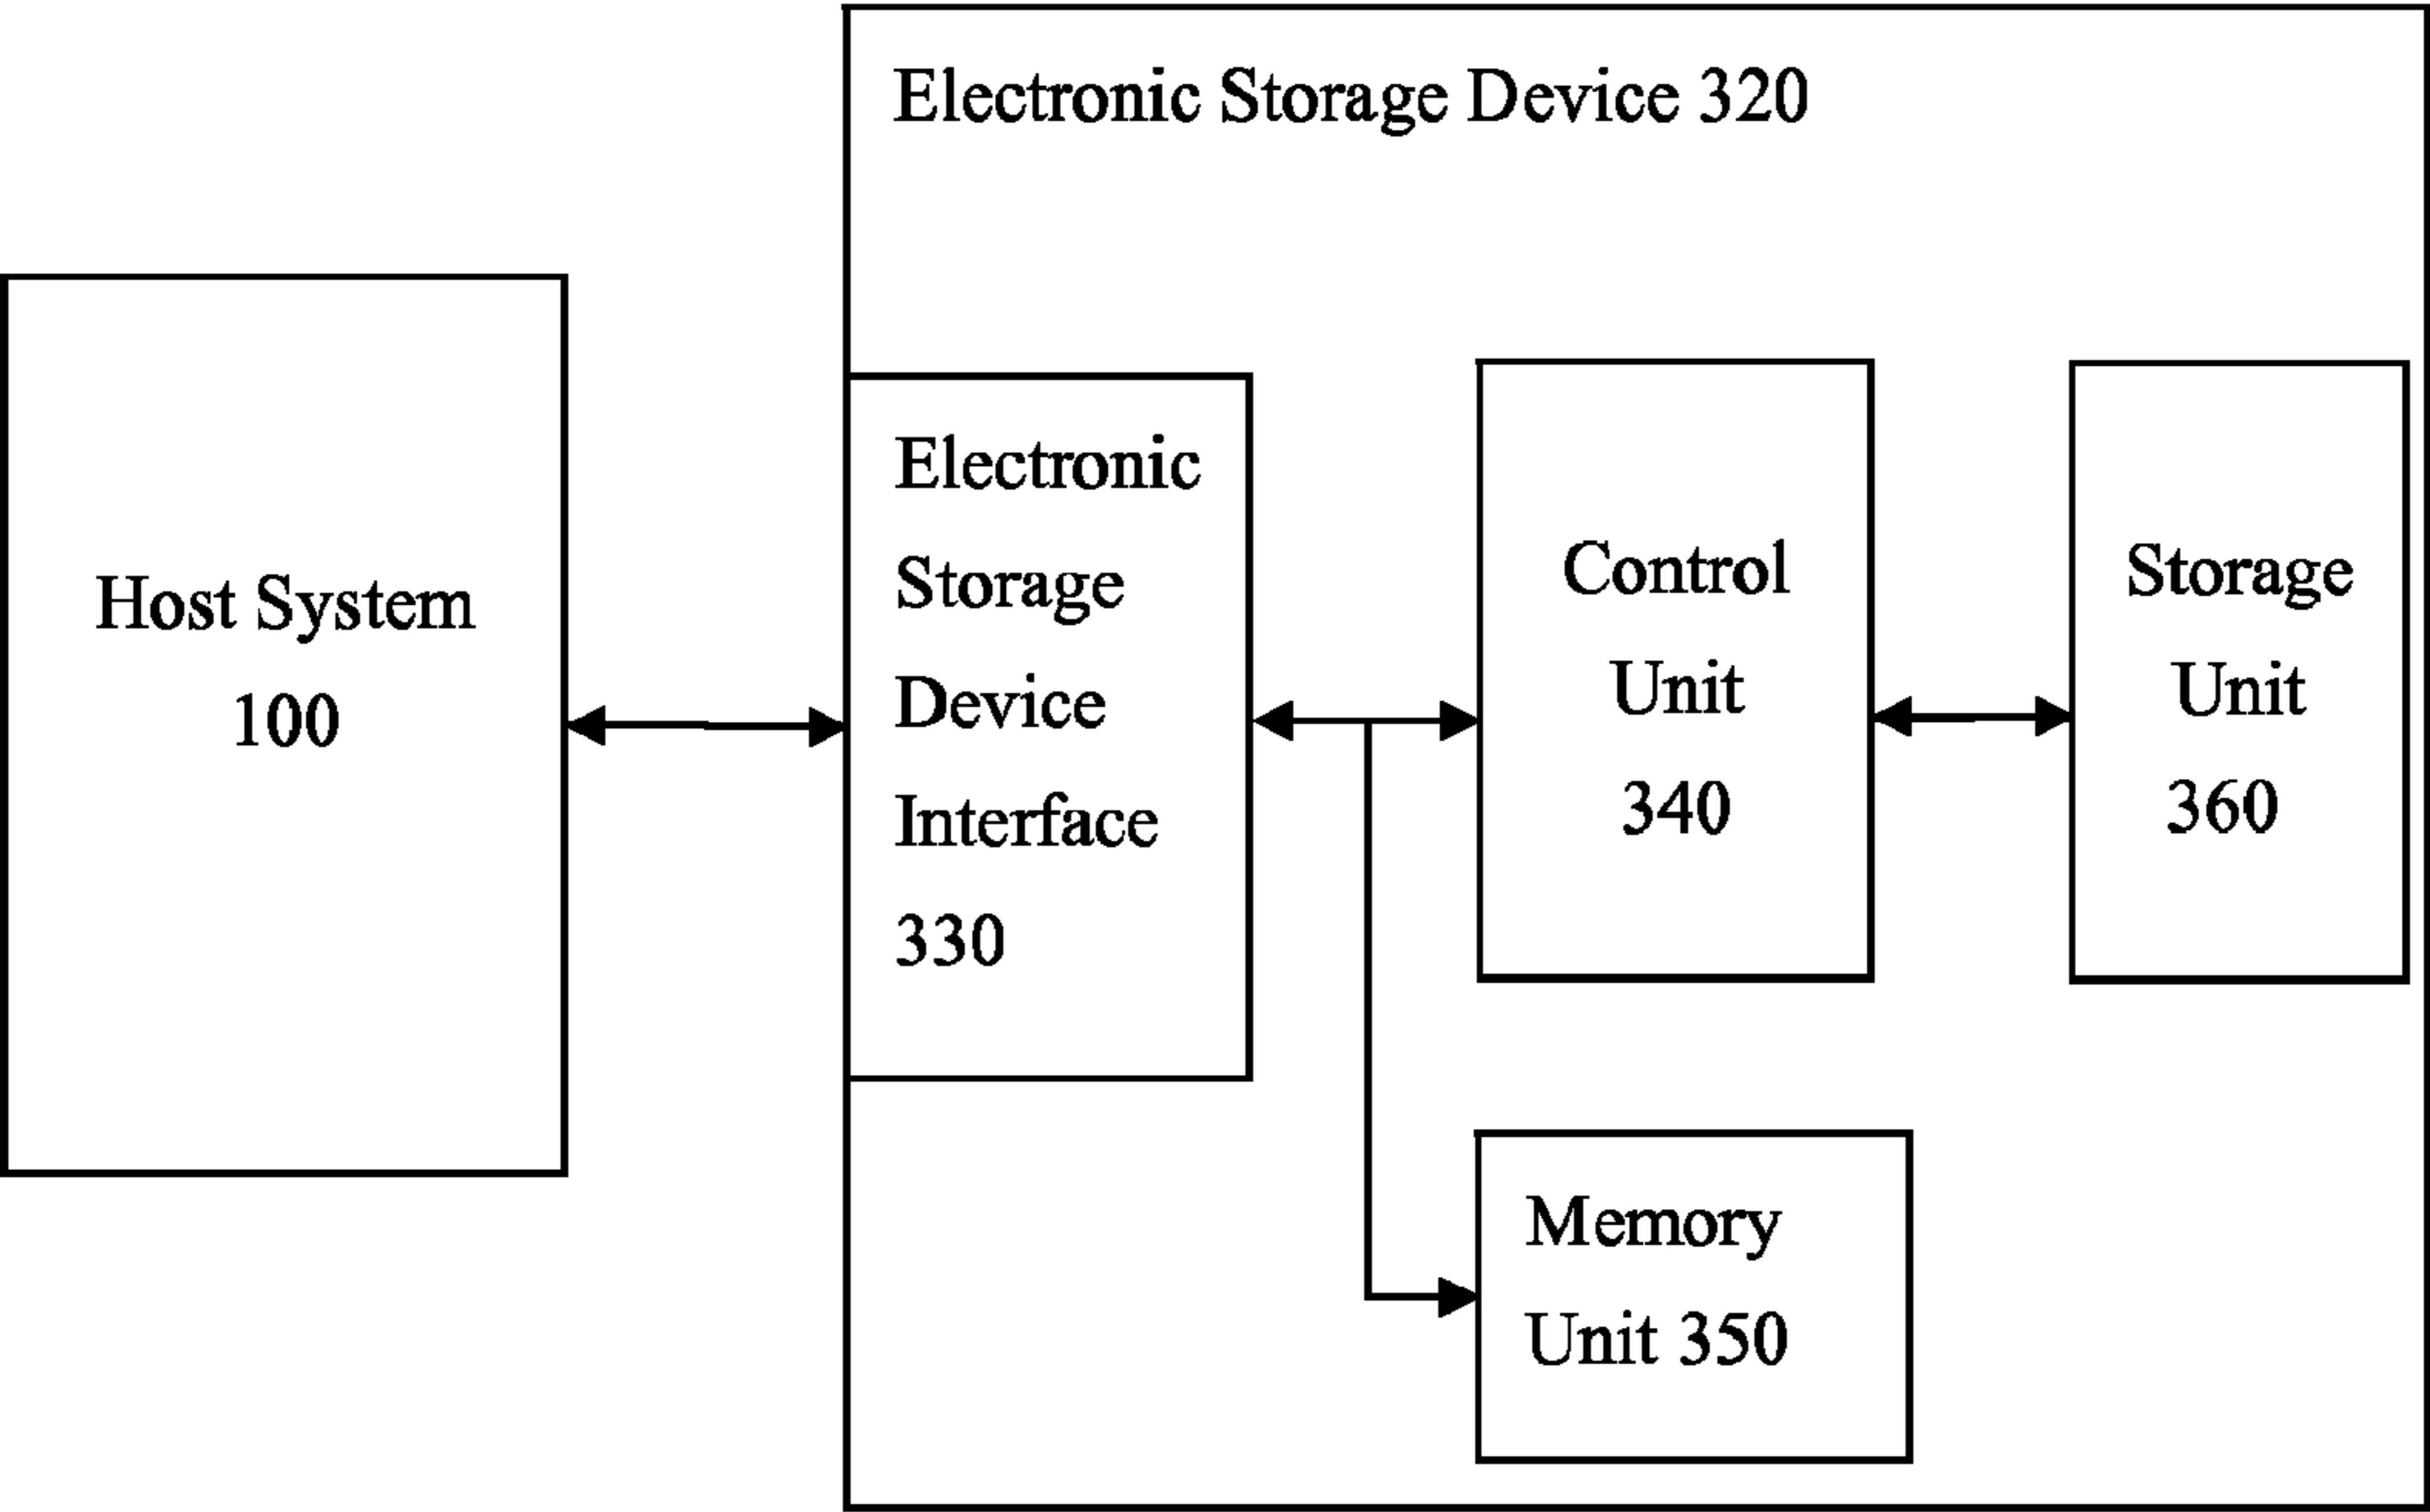 Electronic Storage Device 320
Host System
100
Electronic
Storage
Device
Interface
330
Control
Unit
340
Storage
Unit
360
Memory
Unit 350